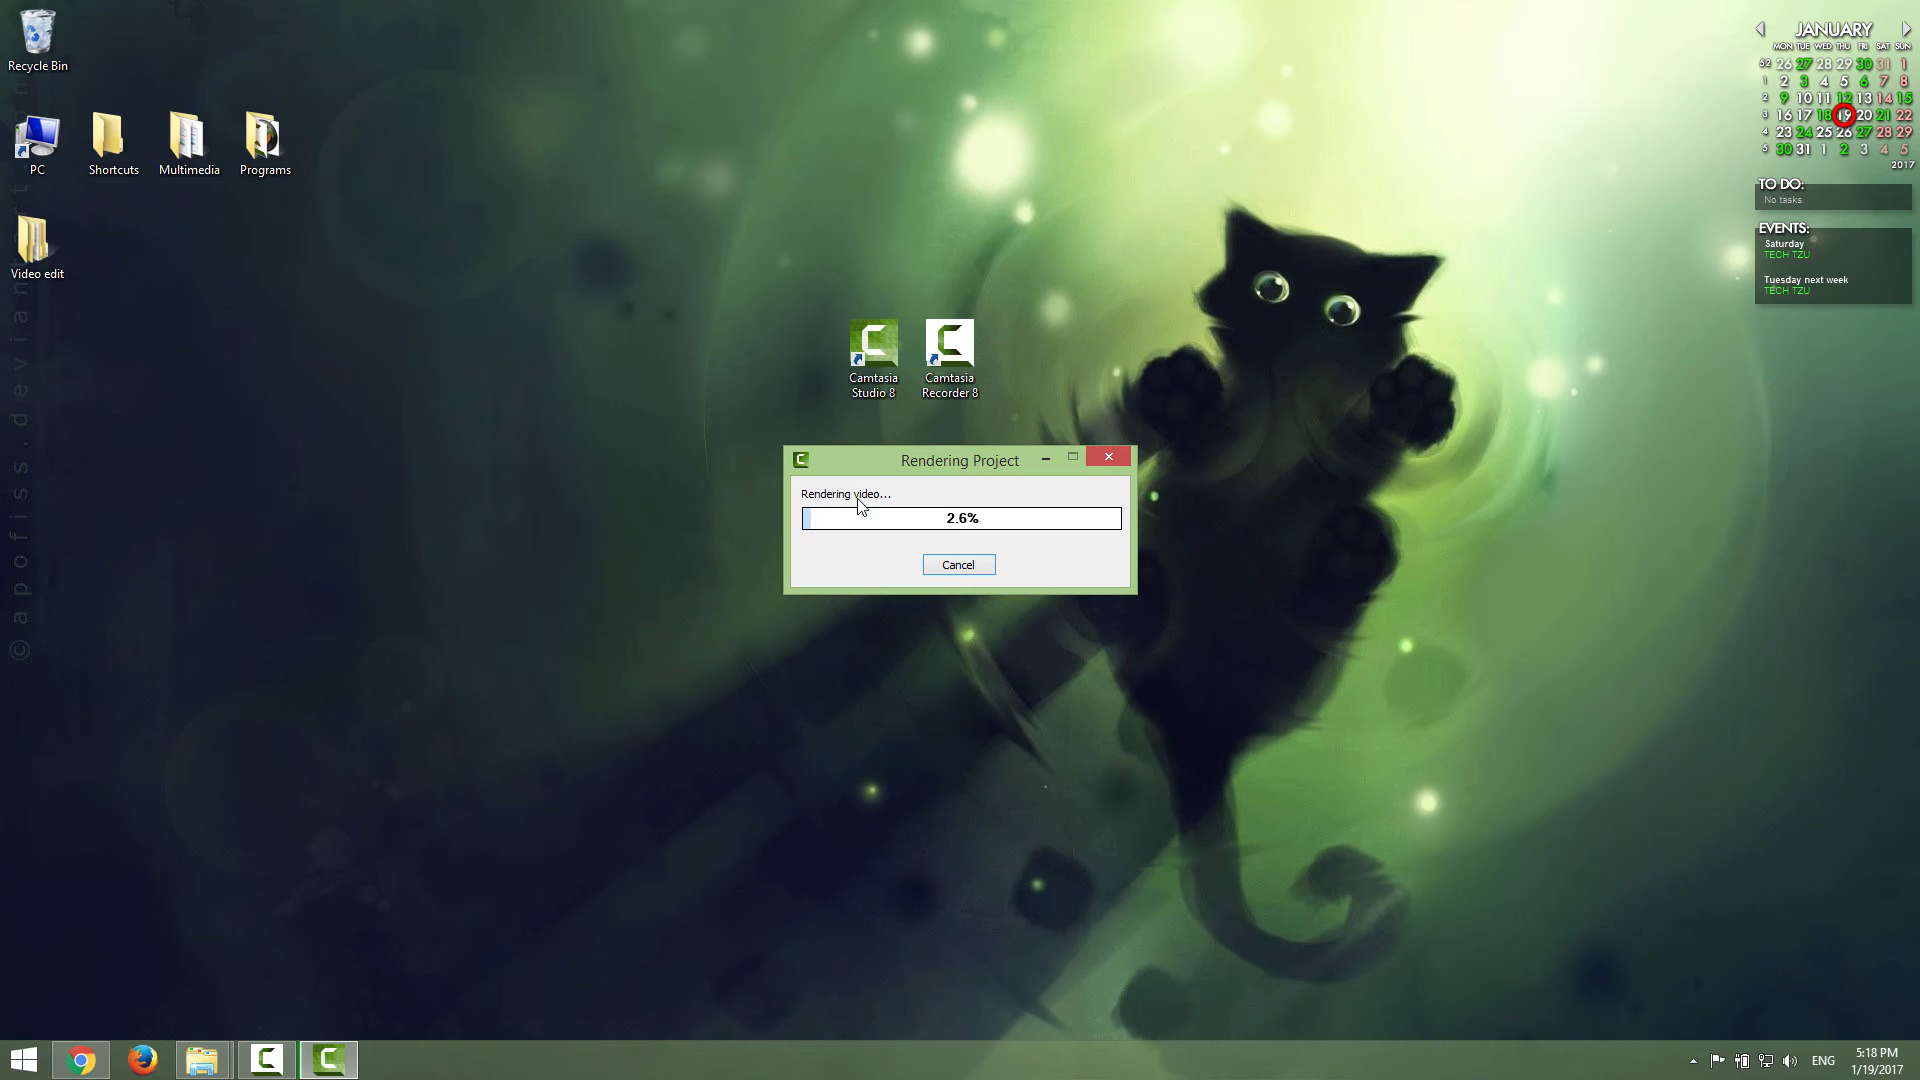 Recycle Bin
PC
Shortcuts
Multimedia
Programs
Video edit
© apofiss.deviantart
Camtasia
Studio 8
Camtasia
Recorder 8
Rendering Project
Rendering video...
2.6%
Cancel
JANUARY
MON TUE WED THU FRI SAT SUN
52 26 27 28 29 30 31 1
1 2 3 4 5 6 7 8
2 9 10 11 12 13 14 15
3 16 17 18 19 20 21 22
4 23 24 25 26 27 28 29
5 30 31 1 2 3 4 5
2017
TO DO:
No tasks
EVENTS:
Saturday
TECH TZU
Tuesday next week
TECH TZU
ENG
5:18 PM
1/19/2017